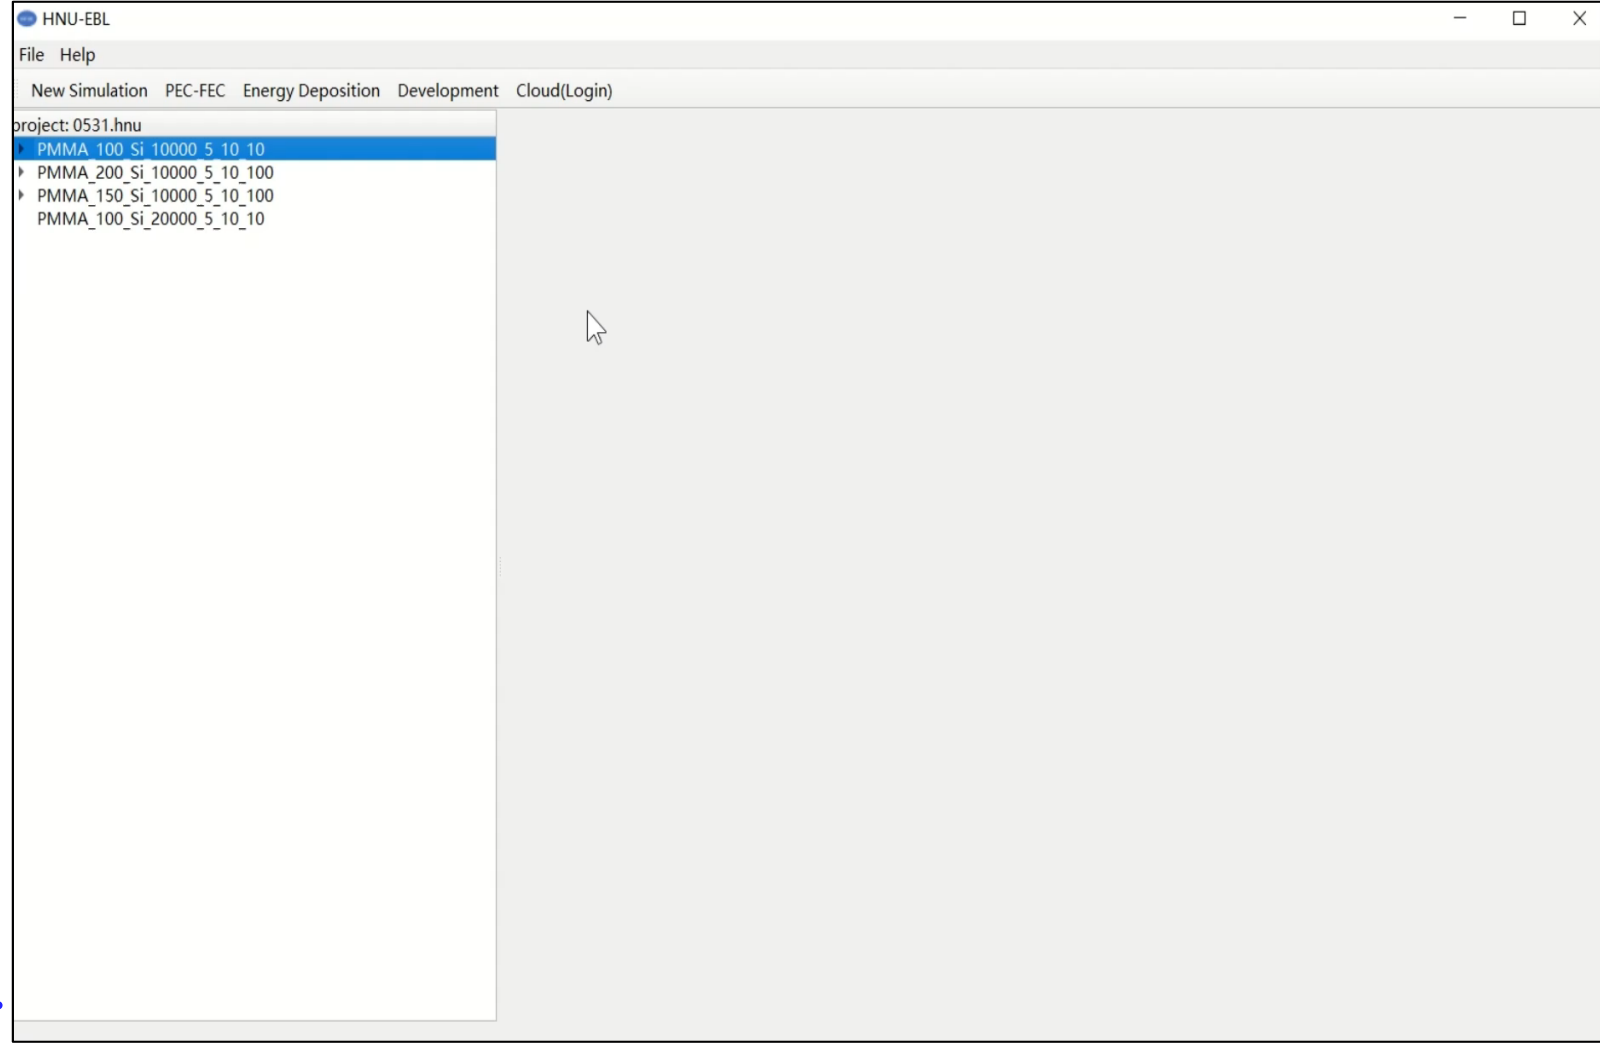 HNU-EBL
File Help
New Simulation PEC-FEC Energy Deposition Development Cloud(Login)
project: 0531.hnu
PMMA_100_Si_10000_5_10_10
PMMA_200_Si_10000_5_10_100
PMMA_150_Si_10000_5_10_100
PMMA_100_Si_20000_5_10_10